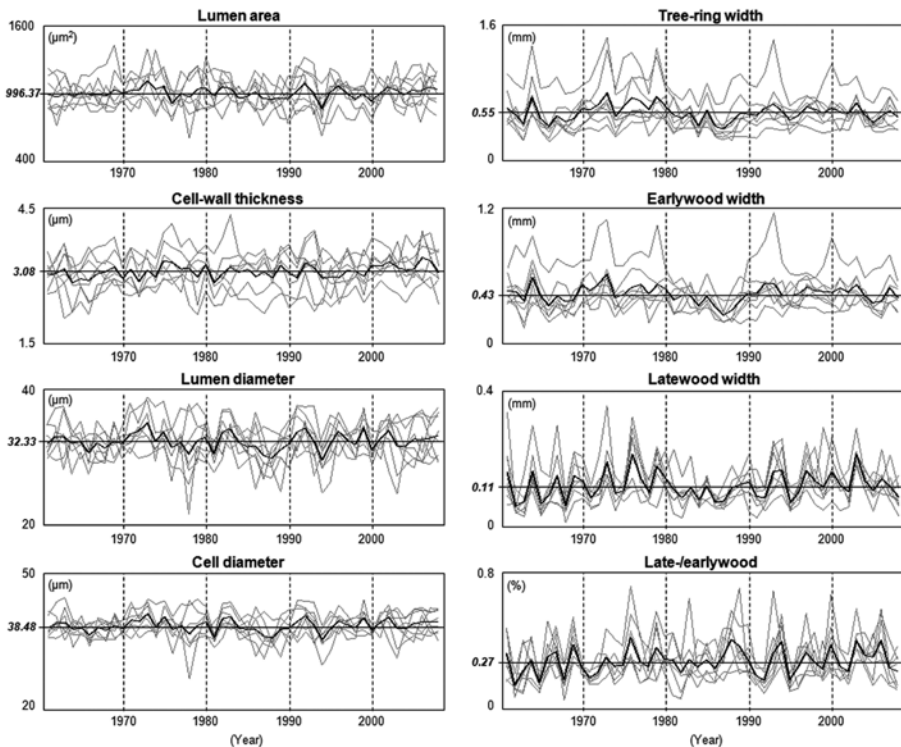 Lumen area
1600
(μm²)
996.37
400
1970 1980 1990 2000
Cell-wall thickness
4.5
(μm)
3.08
1.5
1970 1980 1990 2000
Lumen diameter
40
(μm)
32.33
20
1970 1980 1990 2000
Cell diameter
50
(μm)
38.48
20
1970 1980 1990 2000
(Year)
Tree-ring width
1.6
(mm)
0.55
0
1970 1980 1990 2000
Earlywood width
1.2
(mm)
0.43
0
1970 1980 1990 2000
Latewood width
0.4
(mm)
0.11
0
1970 1980 1990 2000
Late-/earlywood
0.8
(%)
0.27
0
1970 1980 1990 2000
(Year)